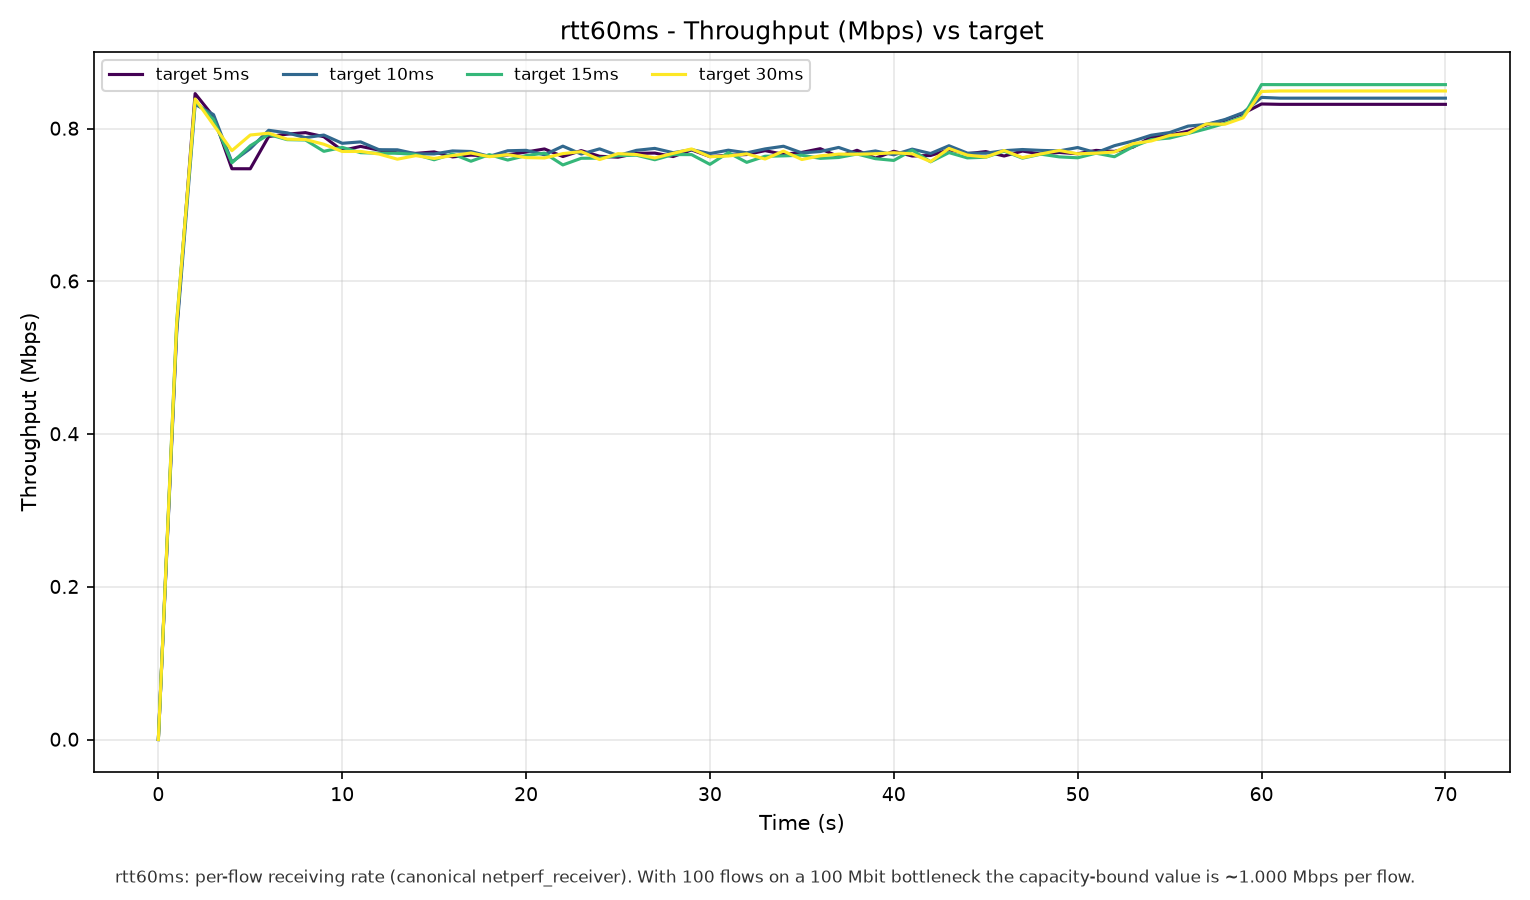 rtt60ms - Throughput (Mbps) vs target
target 5ms target 10ms target 15ms target 30ms
0.8
0.6
0.4
0.2
0.0
Throughput (Mbps)
0 10 20 30 40 50 60 70
Time (s)
rtt60ms: per-flow receiving rate (canonical netperf_receiver). With 100 flows on a 100 Mbit bottleneck the capacity-bound value is ~1.000 Mbps per flow.